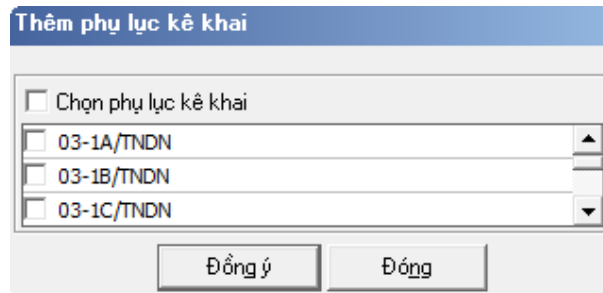 Thêm phụ lục kê khai
Chọn phụ lục kê khai
03-1A/TNDN
03-1B/TNDN
03-1C/TNDN
Đồng ý
Đóng